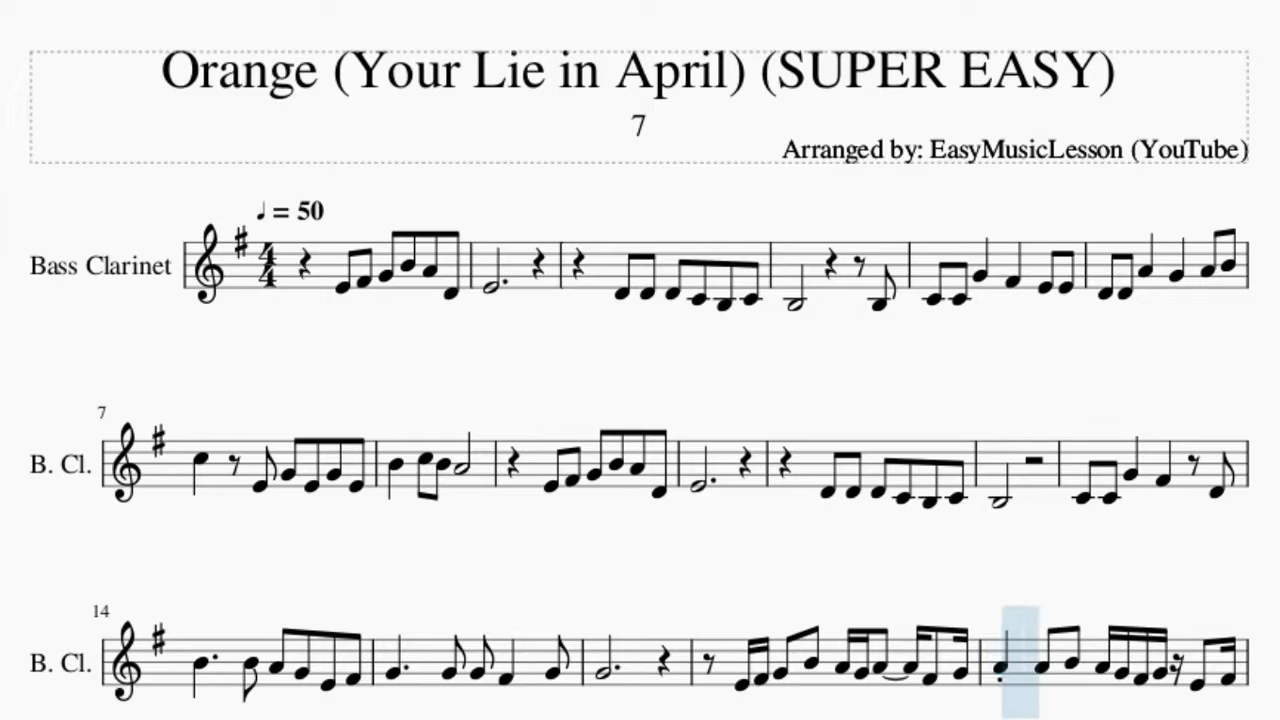 Orange (Your Lie in April) (SUPER EASY)
7
Arranged by: EasyMusicLesson (YouTube)
♩ = 50
Bass Clarinet
4
4
7
B. Cl.
14
B. Cl.